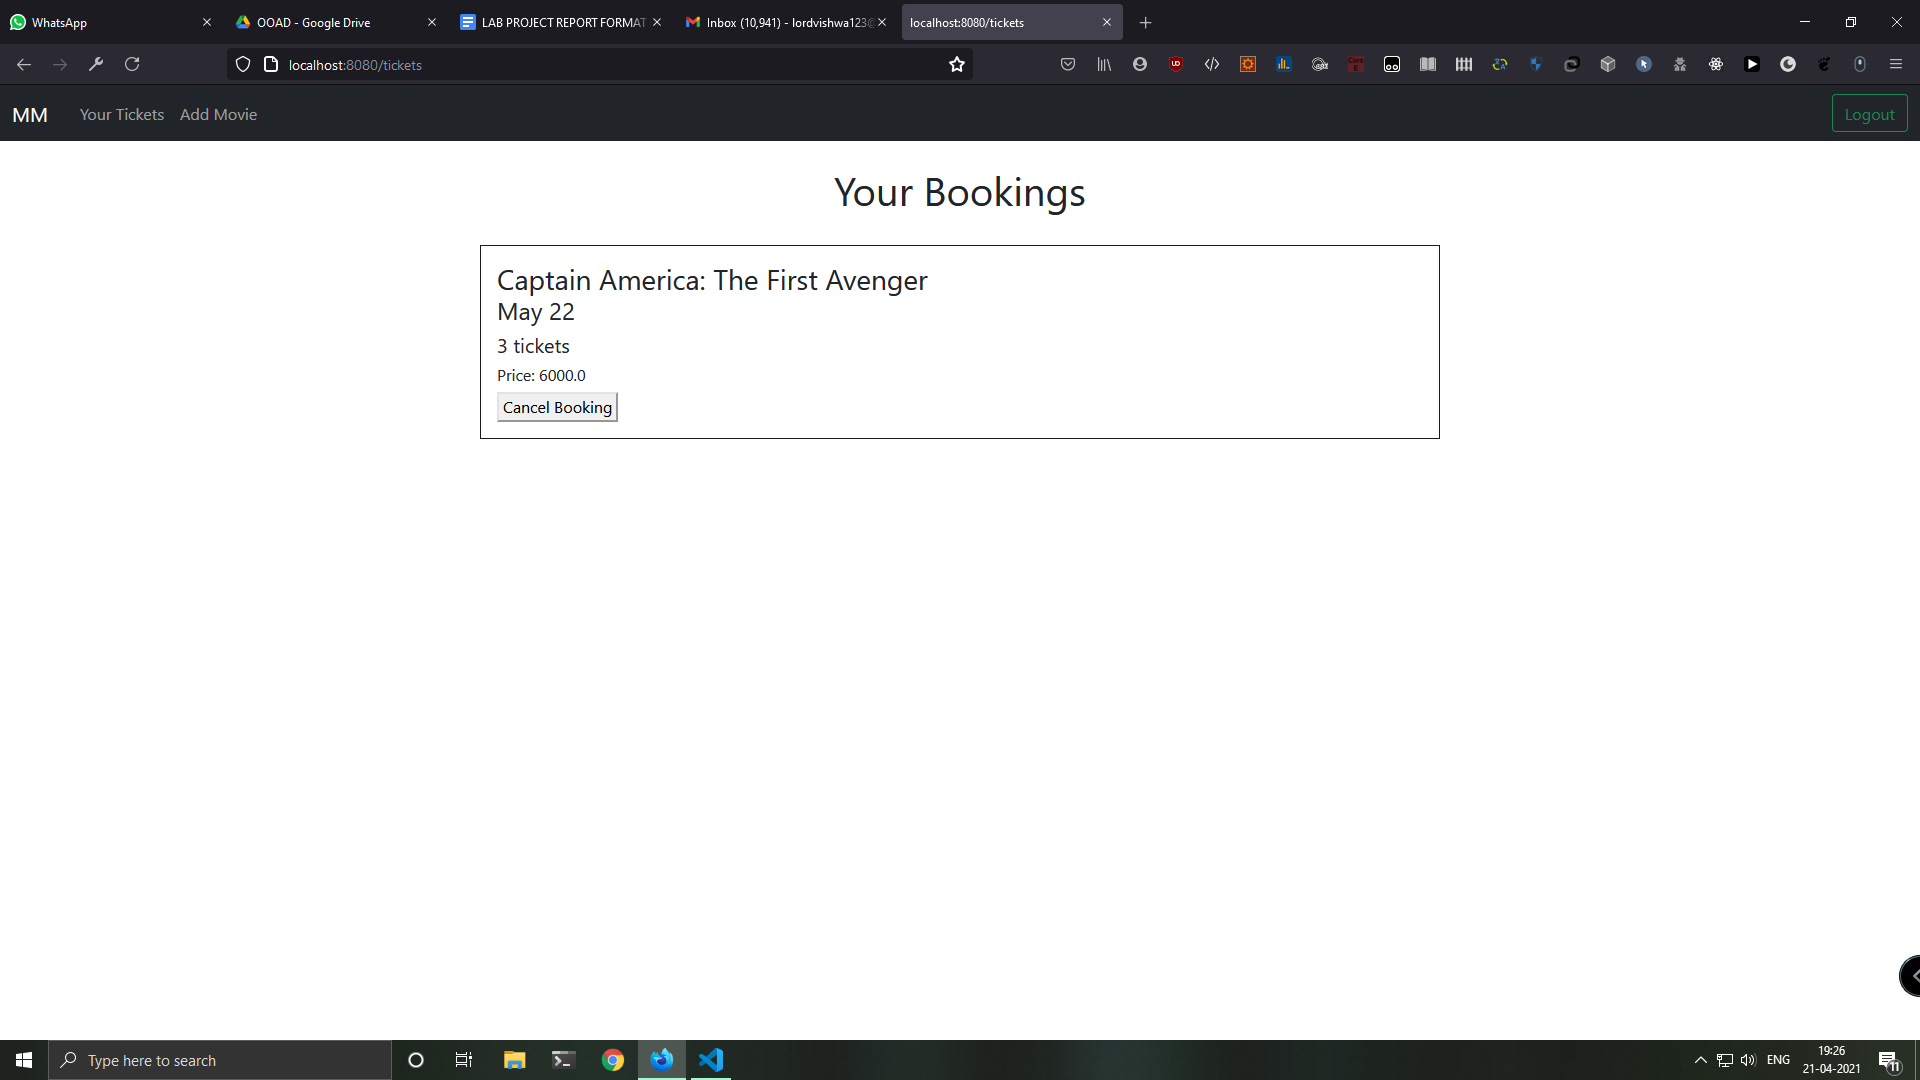 WhatsApp
OOAD - Google Drive
LAB PROJECT REPORT FORMAT
Inbox (10,941) - lordvishwa123@
localhost:8080/tickets
localhost:8080/tickets
MM
Your Tickets
Add Movie
Logout
Your Bookings
Captain America: The First Avenger
May 22
3 tickets
Price: 6000.0
Cancel Booking
Type here to search
ENG
19:26
21-04-2021
11